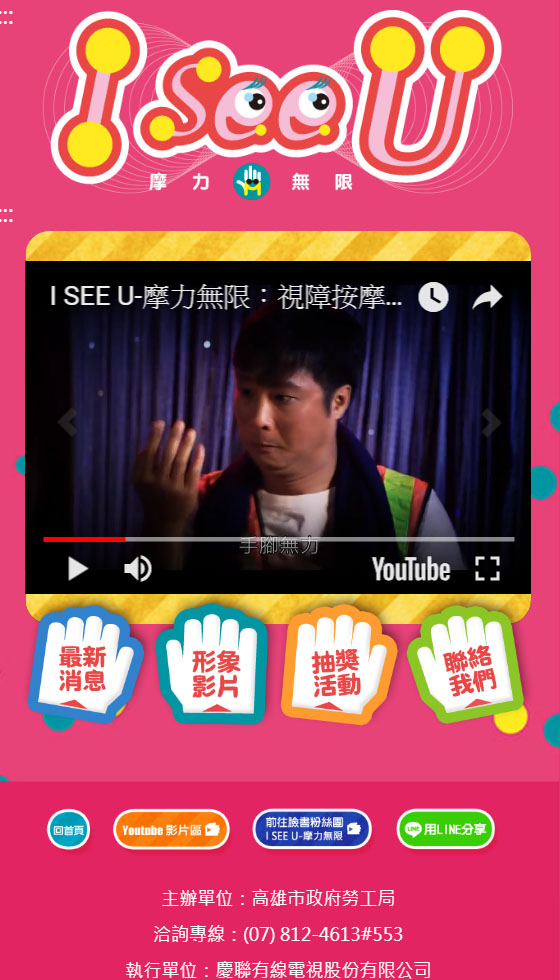 :::
I See U
摩力無限
:::
I SEE U-摩力無限：視障按摩...
手腳無力
YouTube
最新
消息
形象
影片
抽獎
活動
聯絡
我們
回首頁
Youtube 影片區
前往臉書粉絲團
I SEE U-摩力無限
LINE 用LINE分享
主辦單位：高雄市政府勞工局
洽詢專線：(07) 812-4613#553
執行單位：慶聯有線電視股份有限公司